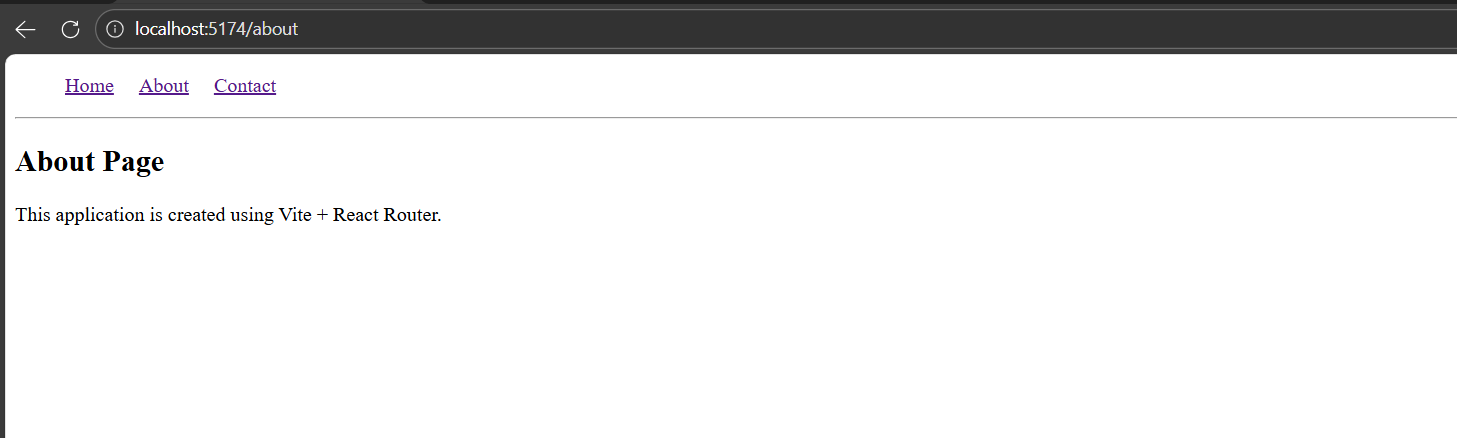 localhost:5174/about
Home About Contact
About Page
This application is created using Vite + React Router.